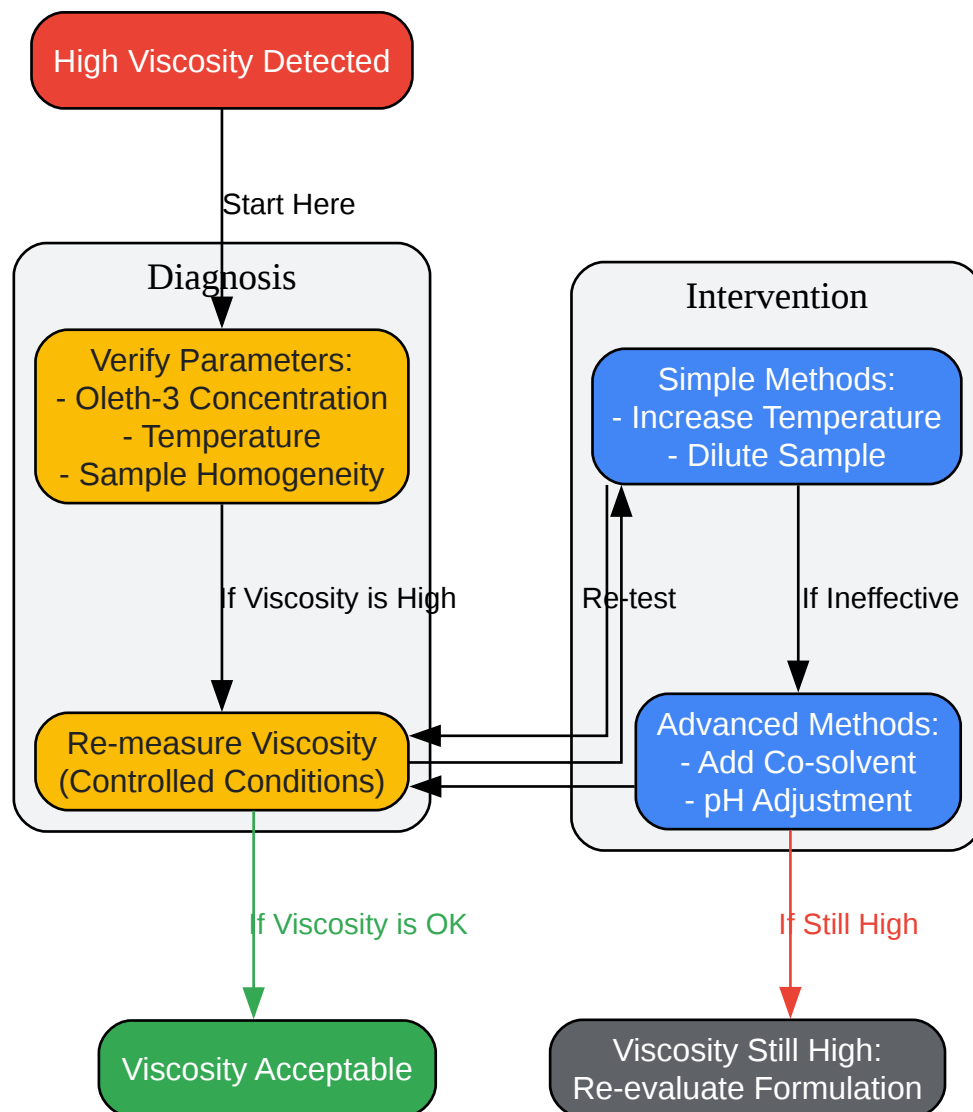 High Viscosity Detected
Start Here
Diagnosis
Verify Parameters:
- Oleth-3 Concentration
- Temperature
- Sample Homogeneity
If Viscosity is High
Re-measure Viscosity
(Controlled Conditions)
Intervention
Simple Methods:
- Increase Temperature
- Dilute Sample
Re-test
If Ineffective
Advanced Methods:
- Add Co-solvent
- pH Adjustment
If Viscosity is OK
If Still High
Viscosity Acceptable
Viscosity Still High:
Re-evaluate Formulation